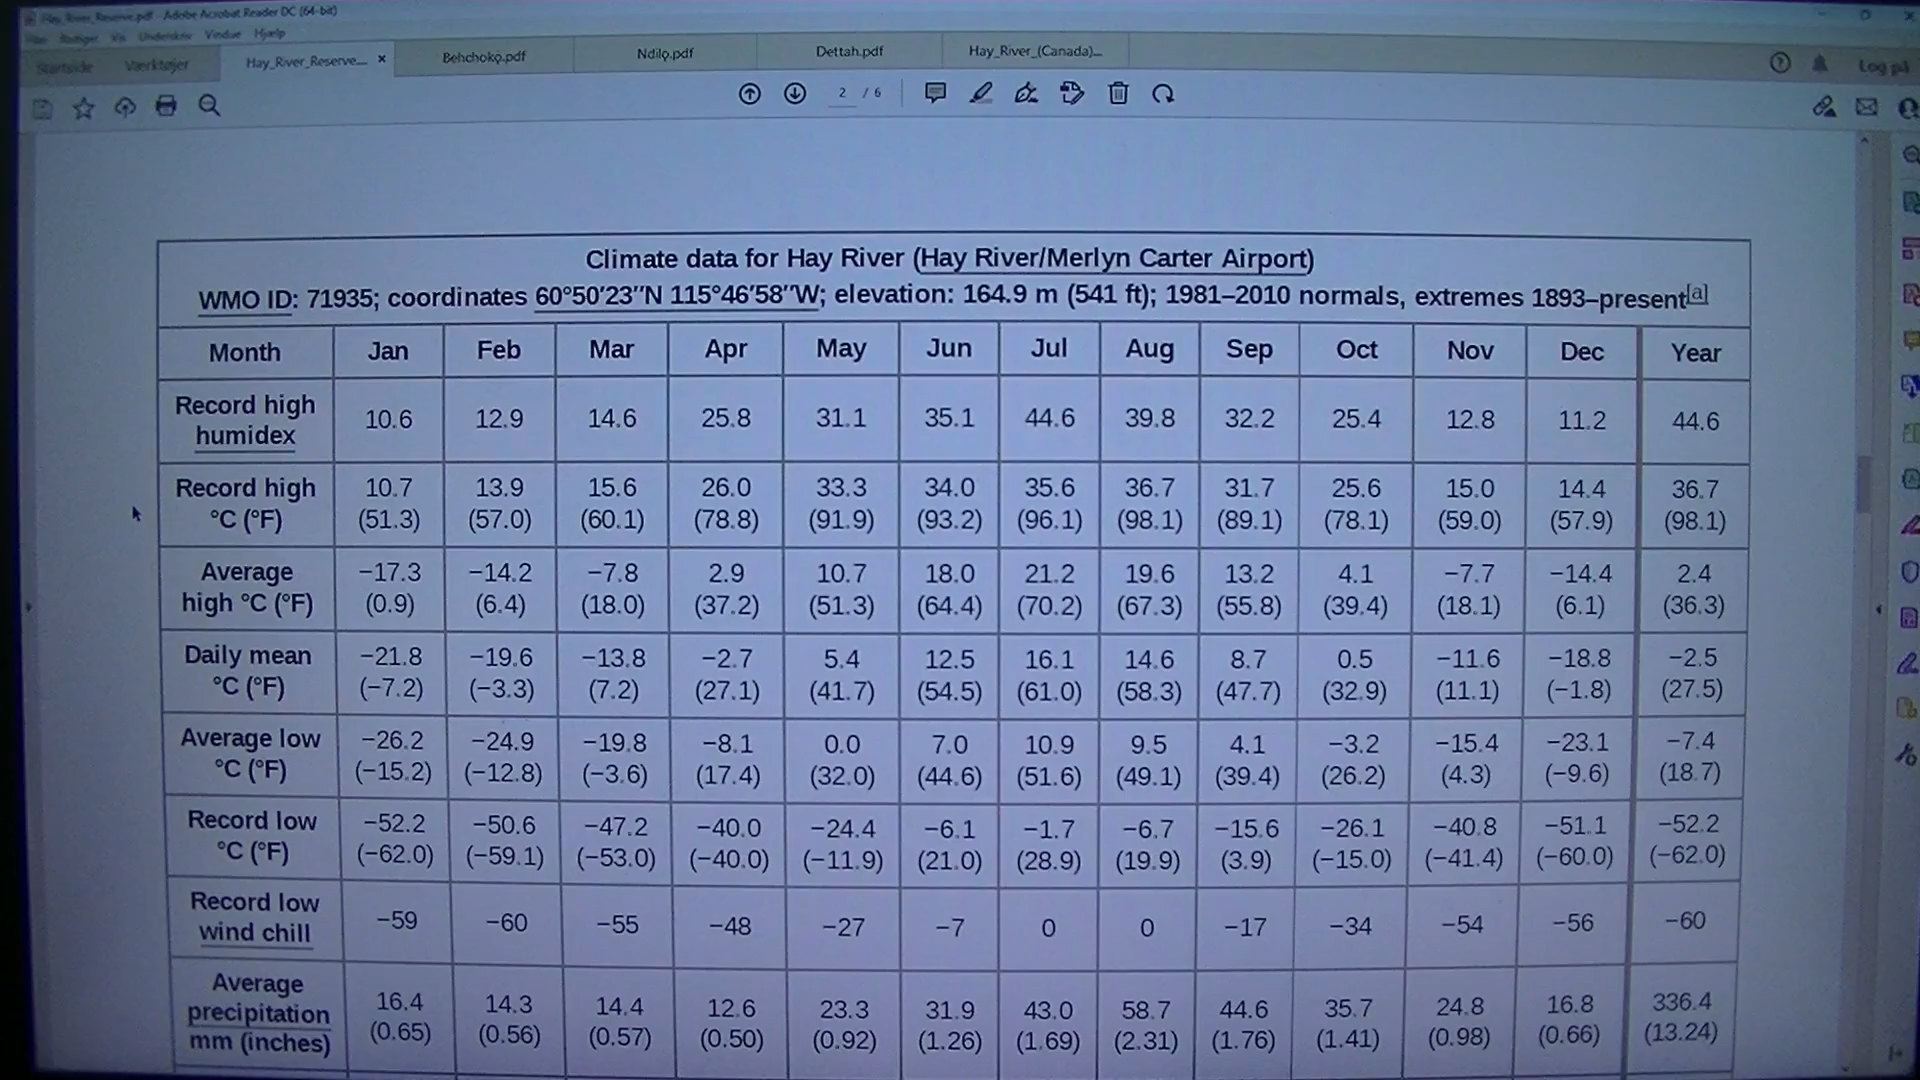 Hay_River_Reserve.pdf - Adobe Acrobat Reader DC (64-bit)
Filer Rediger Vis Underskriv Vindue Hjælp
Startside Værktøjer Hay_River_Reserve.... × Behchokǫ̀.pdf Ndilǫ.pdf Dettah.pdf Hay_River_(Canada)... Log på
2 / 6
Climate data for Hay River (Hay River/Merlyn Carter Airport)
WMO ID: 71935; coordinates 60°50′23″N 115°46′58″W; elevation: 164.9 m (541 ft); 1981–2010 normals, extremes 1893–present[a]
Month Jan Feb Mar Apr May Jun Jul Aug Sep Oct Nov Dec Year
Record high
humidex 10.6 12.9 14.6 25.8 31.1 35.1 44.6 39.8 32.2 25.4 12.8 11.2 44.6
Record high 10.7 13.9 15.6 26.0 33.3 34.0 35.6 36.7 31.7 25.6 15.0 14.4 36.7
°C (°F) (51.3) (57.0) (60.1) (78.8) (91.9) (93.2) (96.1) (98.1) (89.1) (78.1) (59.0) (57.9) (98.1)
Average −17.3 −14.2 −7.8 2.9 10.7 18.0 21.2 19.6 13.2 4.1 −7.7 −14.4 2.4
high °C (°F) (0.9) (6.4) (18.0) (37.2) (51.3) (64.4) (70.2) (67.3) (55.8) (39.4) (18.1) (6.1) (36.3)
Daily mean −21.8 −19.6 −13.8 −2.7 5.4 12.5 16.1 14.6 8.7 0.5 −11.6 −18.8 −2.5
°C (°F) (−7.2) (−3.3) (7.2) (27.1) (41.7) (54.5) (61.0) (58.3) (47.7) (32.9) (11.1) (−1.8) (27.5)
Average low −26.2 −24.9 −19.8 −8.1 0.0 7.0 10.9 9.5 4.1 −3.2 −15.4 −23.1 −7.4
°C (°F) (−15.2) (−12.8) (−3.6) (17.4) (32.0) (44.6) (51.6) (49.1) (39.4) (26.2) (4.3) (−9.6) (18.7)
Record low −52.2 −50.6 −47.2 −40.0 −24.4 −6.1 −1.7 −6.7 −15.6 −26.1 −40.8 −51.1 −52.2
°C (°F) (−62.0) (−59.1) (−53.0) (−40.0) (−11.9) (21.0) (28.9) (19.9) (3.9) (−15.0) (−41.4) (−60.0) (−62.0)
Record low
wind chill −59 −60 −55 −48 −27 −7 0 0 −17 −34 −54 −56 −60
Average
precipitation 16.4 14.3 14.4 12.6 23.3 31.9 43.0 58.7 44.6 35.7 24.8 16.8 336.4
mm (inches) (0.65) (0.56) (0.57) (0.50) (0.92) (1.26) (1.69) (2.31) (1.76) (1.41) (0.98) (0.66) (13.24)